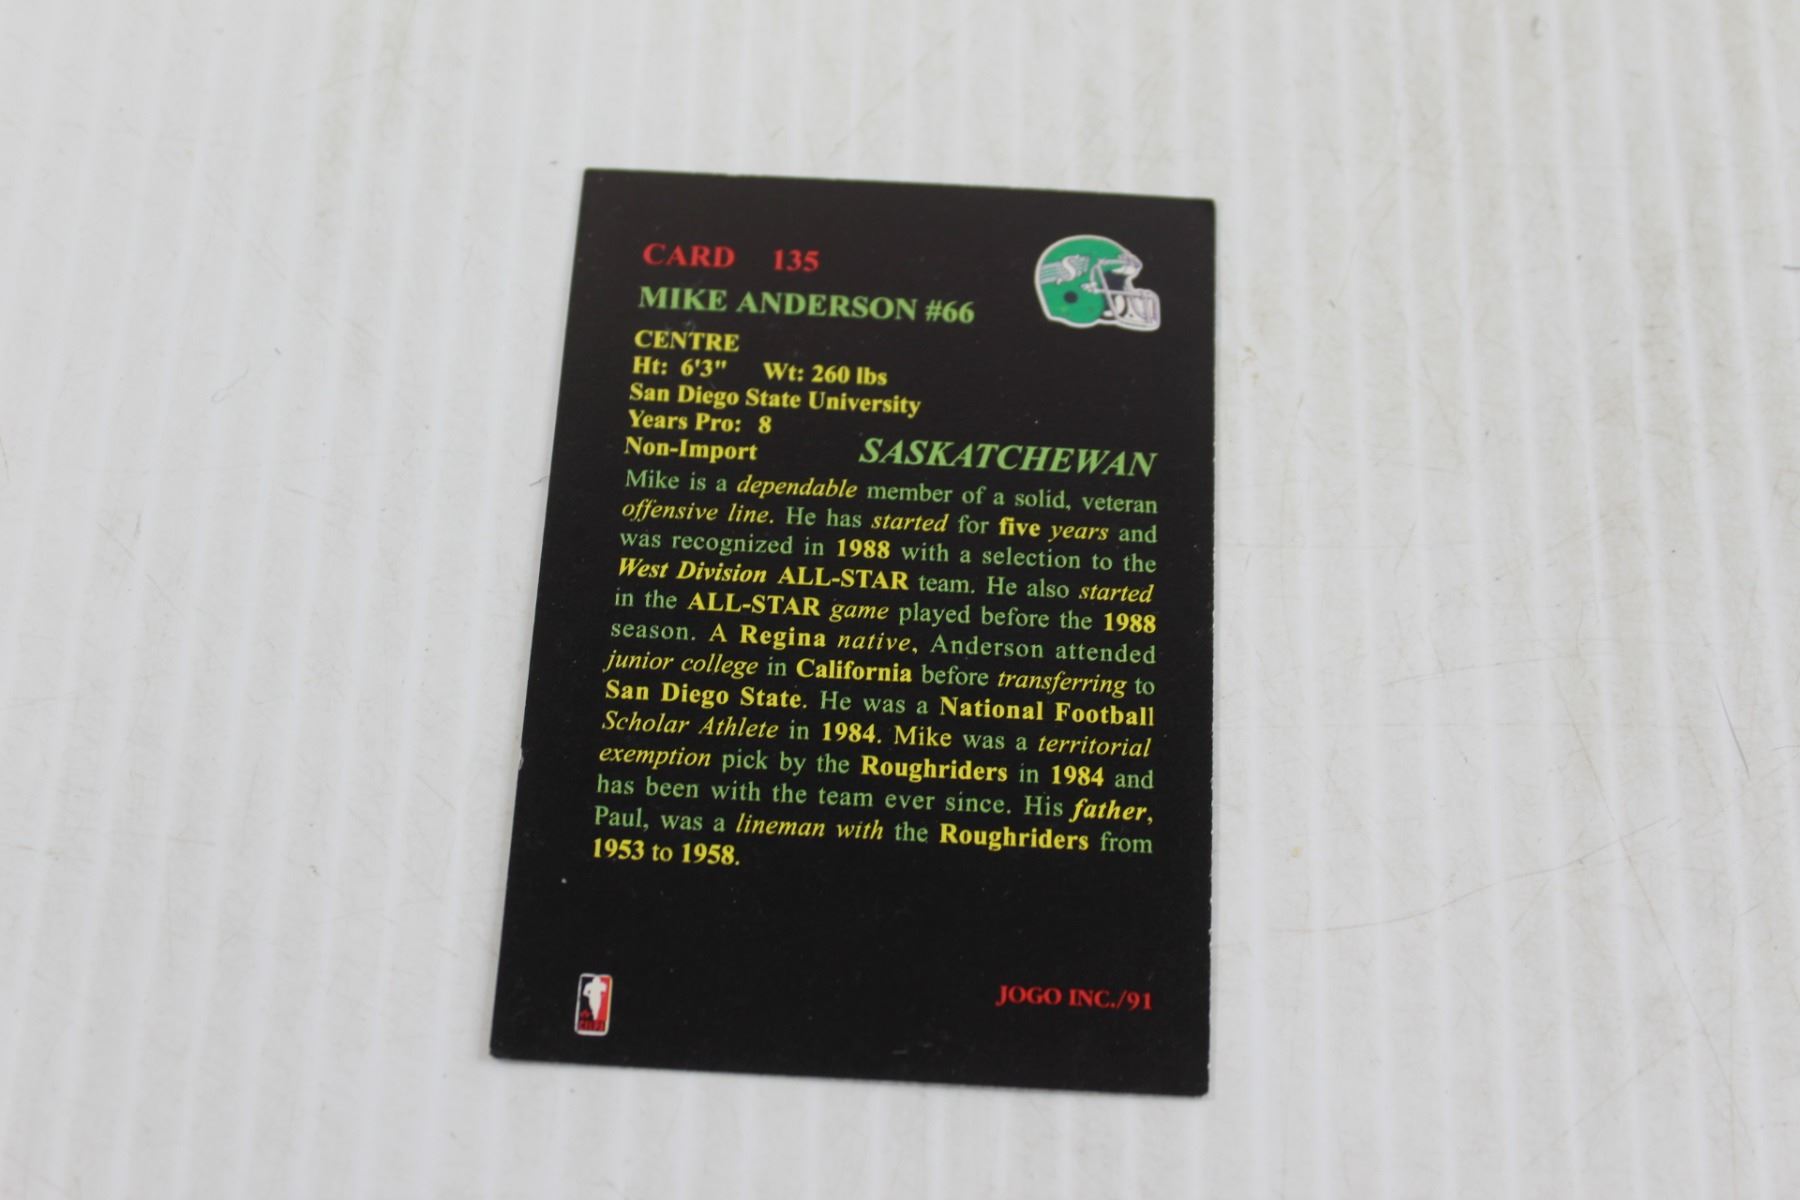 CARD 135
MIKE ANDERSON #66
CENTRE
Ht: 6'3" Wt: 260 lbs
San Diego State University
Years Pro: 8
Non-Import
SASKATCHEWAN
Mike is a dependable member of a solid, veteran
offensive line. He has started for five years and
was recognized in 1988 with a selection to the
West Division ALL-STAR team. He also started
in the ALL-STAR game played before the 1988
season. A Regina native, Anderson attended
junior college in California before transferring to
San Diego State. He was a National Football
Scholar Athlete in 1984. Mike was a territorial
exemption pick by the Roughriders in 1984 and
has been with the team ever since. His father,
Paul, was a lineman with the Roughriders from
1953 to 1958.
JOGO INC./91